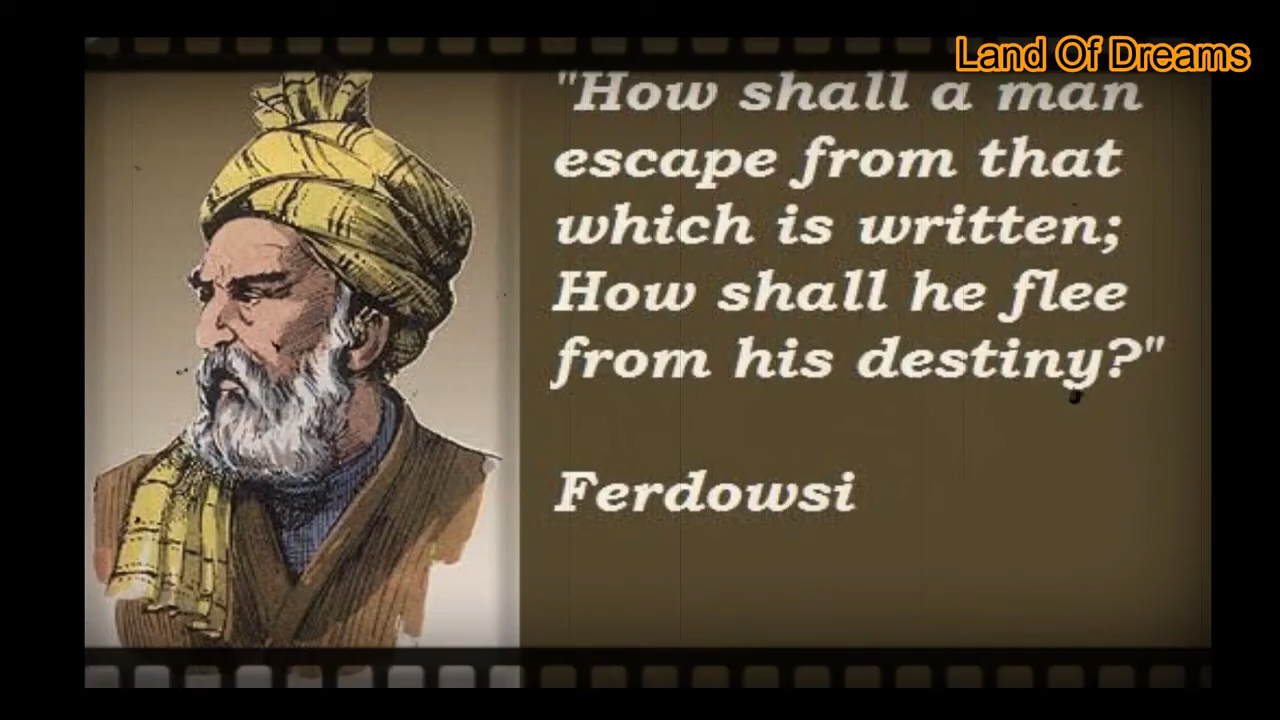 Land Of Dreams
"How shall a man
escape from that
which is written;
How shall he flee
from his destiny?"
Ferdowsi